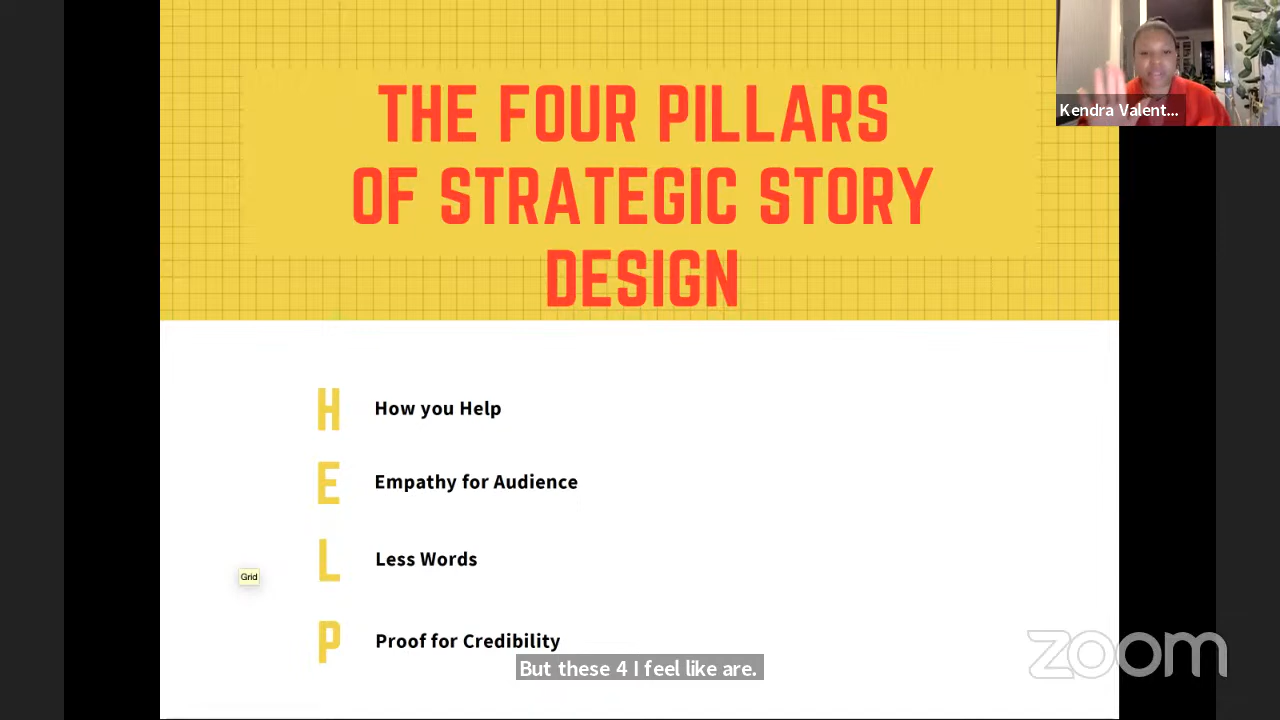 THE FOUR PILLARS
OF STRATEGIC STORY
DESIGN
Kendra Valent...
H How you Help
E Empathy for Audience
L Less Words
Grid
P Proof for Credibility
But these 4 I feel like are.
zoom